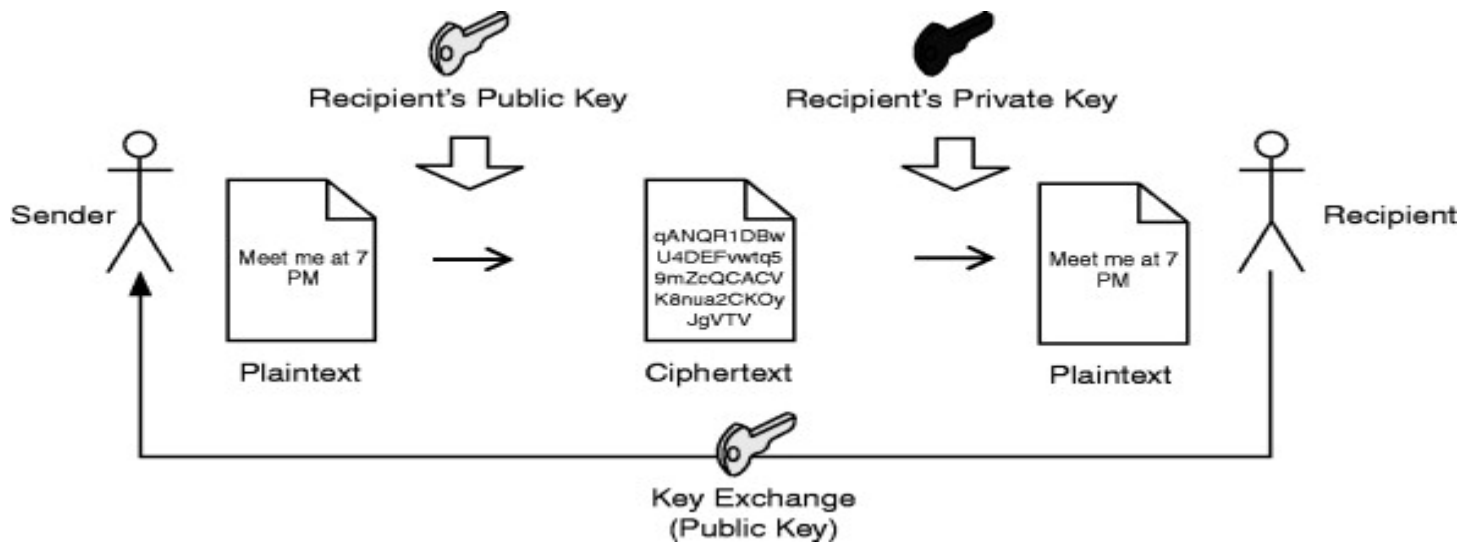 Recipient's Public Key
Recipient's Private Key
Sender
Meet me at 7
PM
Plaintext
qANQR1DBw
U4DEFvwtq5
9mZcQCACV
K8nua2CKOy
JgVTV
Ciphertext
Meet me at 7
PM
Plaintext
Recipient
Key Exchange
(Public Key)